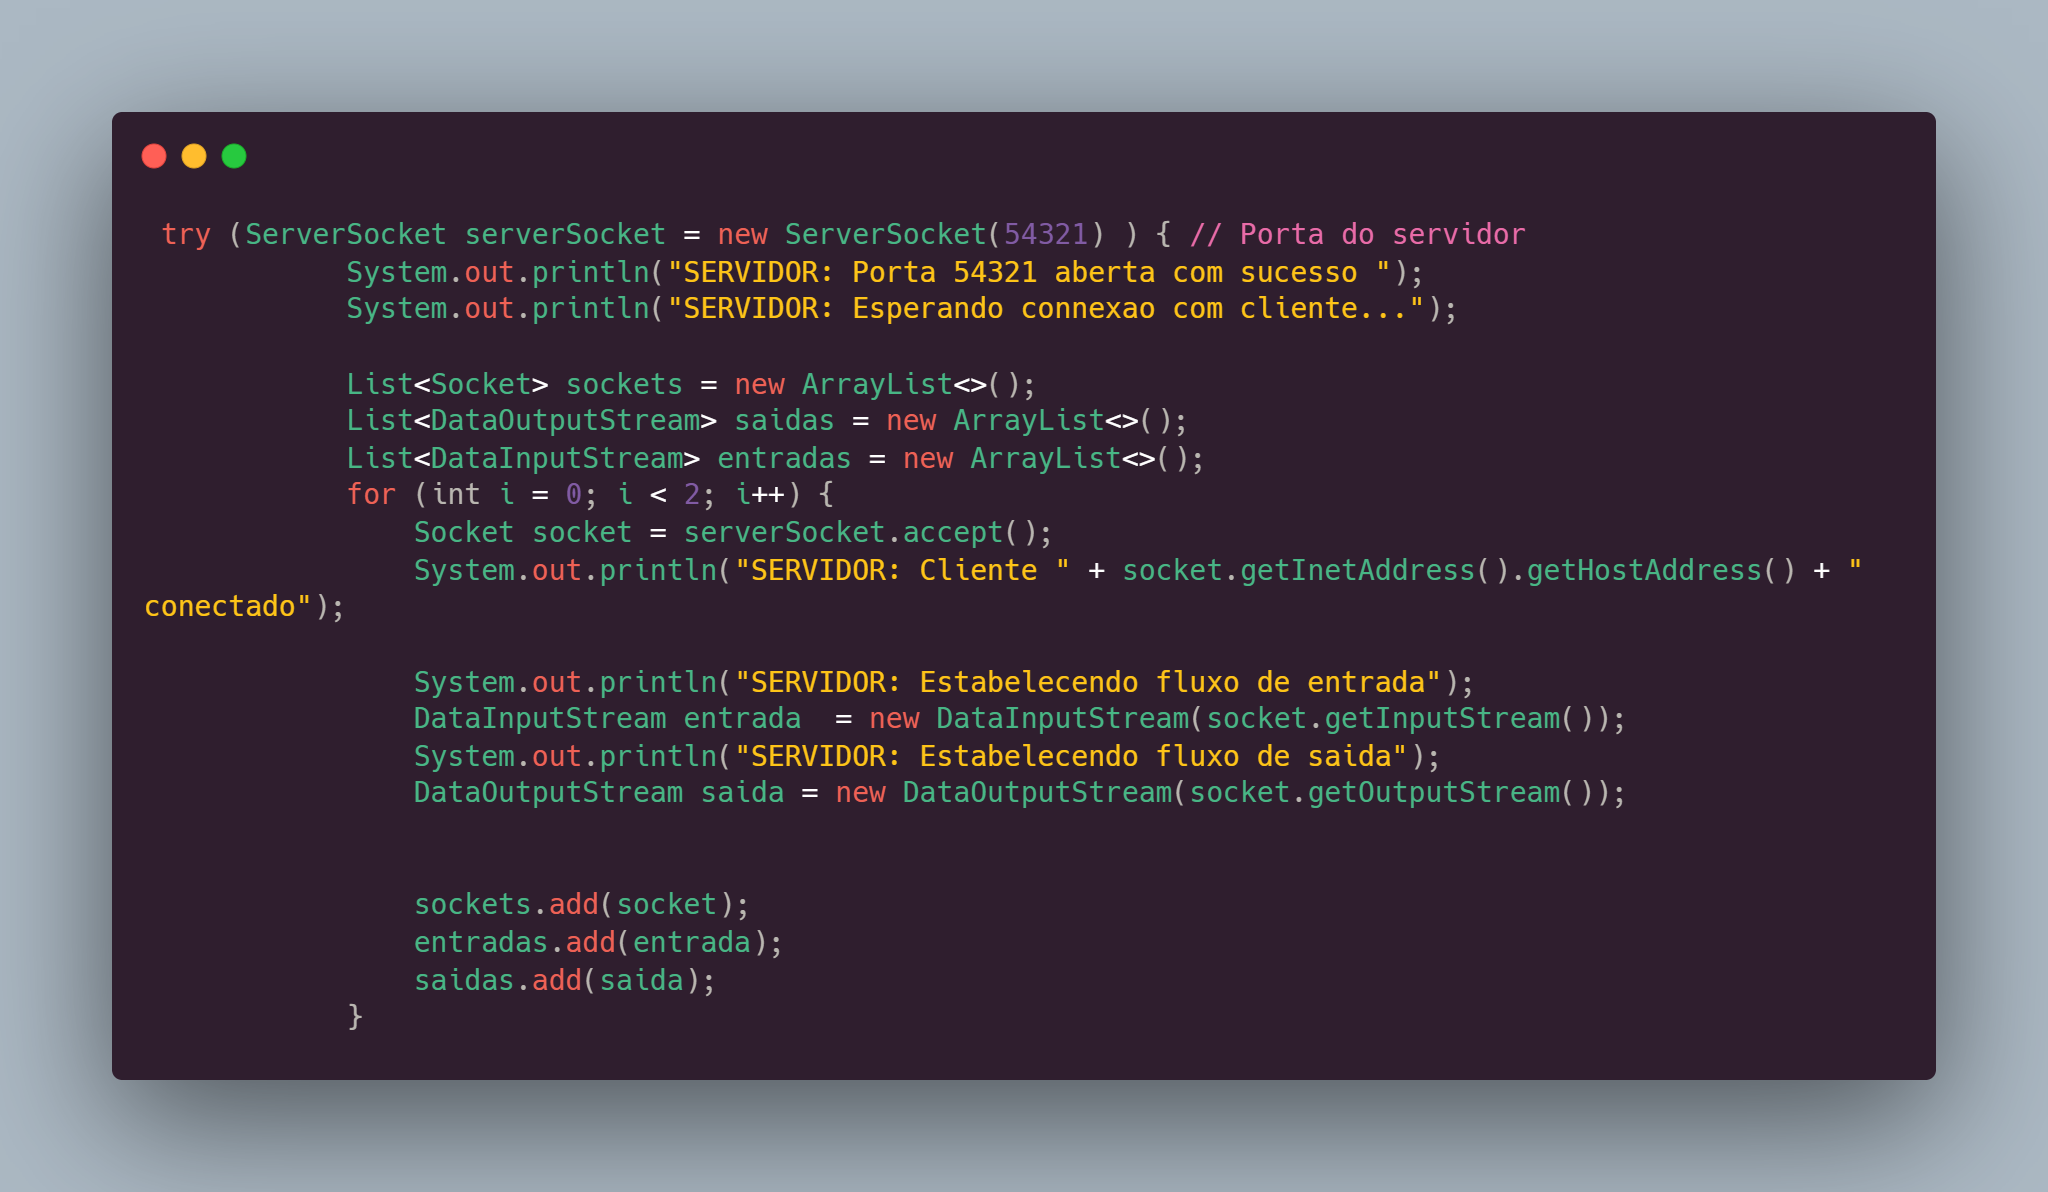 try (ServerSocket serverSocket = new ServerSocket(54321) ) { // Porta do servidor
System.out.println("SERVIDOR: Porta 54321 aberta com sucesso ");
System.out.println("SERVIDOR: Esperando connexao com cliente...");
List<Socket> sockets = new ArrayList<>();
List<DataOutputStream> saidas = new ArrayList<>();
List<DataInputStream> entradas = new ArrayList<>();
for (int i = 0; i < 2; i++) {
Socket socket = serverSocket.accept();
System.out.println("SERVIDOR: Cliente " + socket.getInetAddress().getHostAddress() + "
conectado");
System.out.println("SERVIDOR: Estabelecendo fluxo de entrada");
DataInputStream entrada  = new DataInputStream(socket.getInputStream());
System.out.println("SERVIDOR: Estabelecendo fluxo de saida");
DataOutputStream saida = new DataOutputStream(socket.getOutputStream());
sockets.add(socket);
entradas.add(entrada);
saidas.add(saida);
}